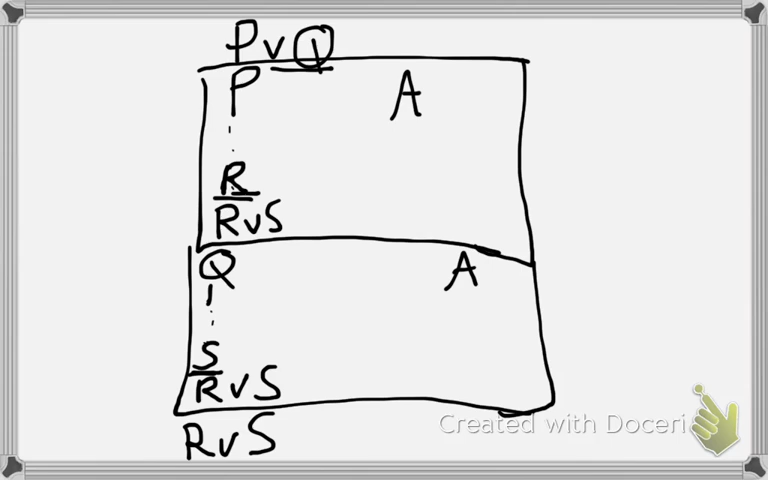 P v Q
P A
R
R v S
Q A
S
R v S
R v S
Created with Doceri